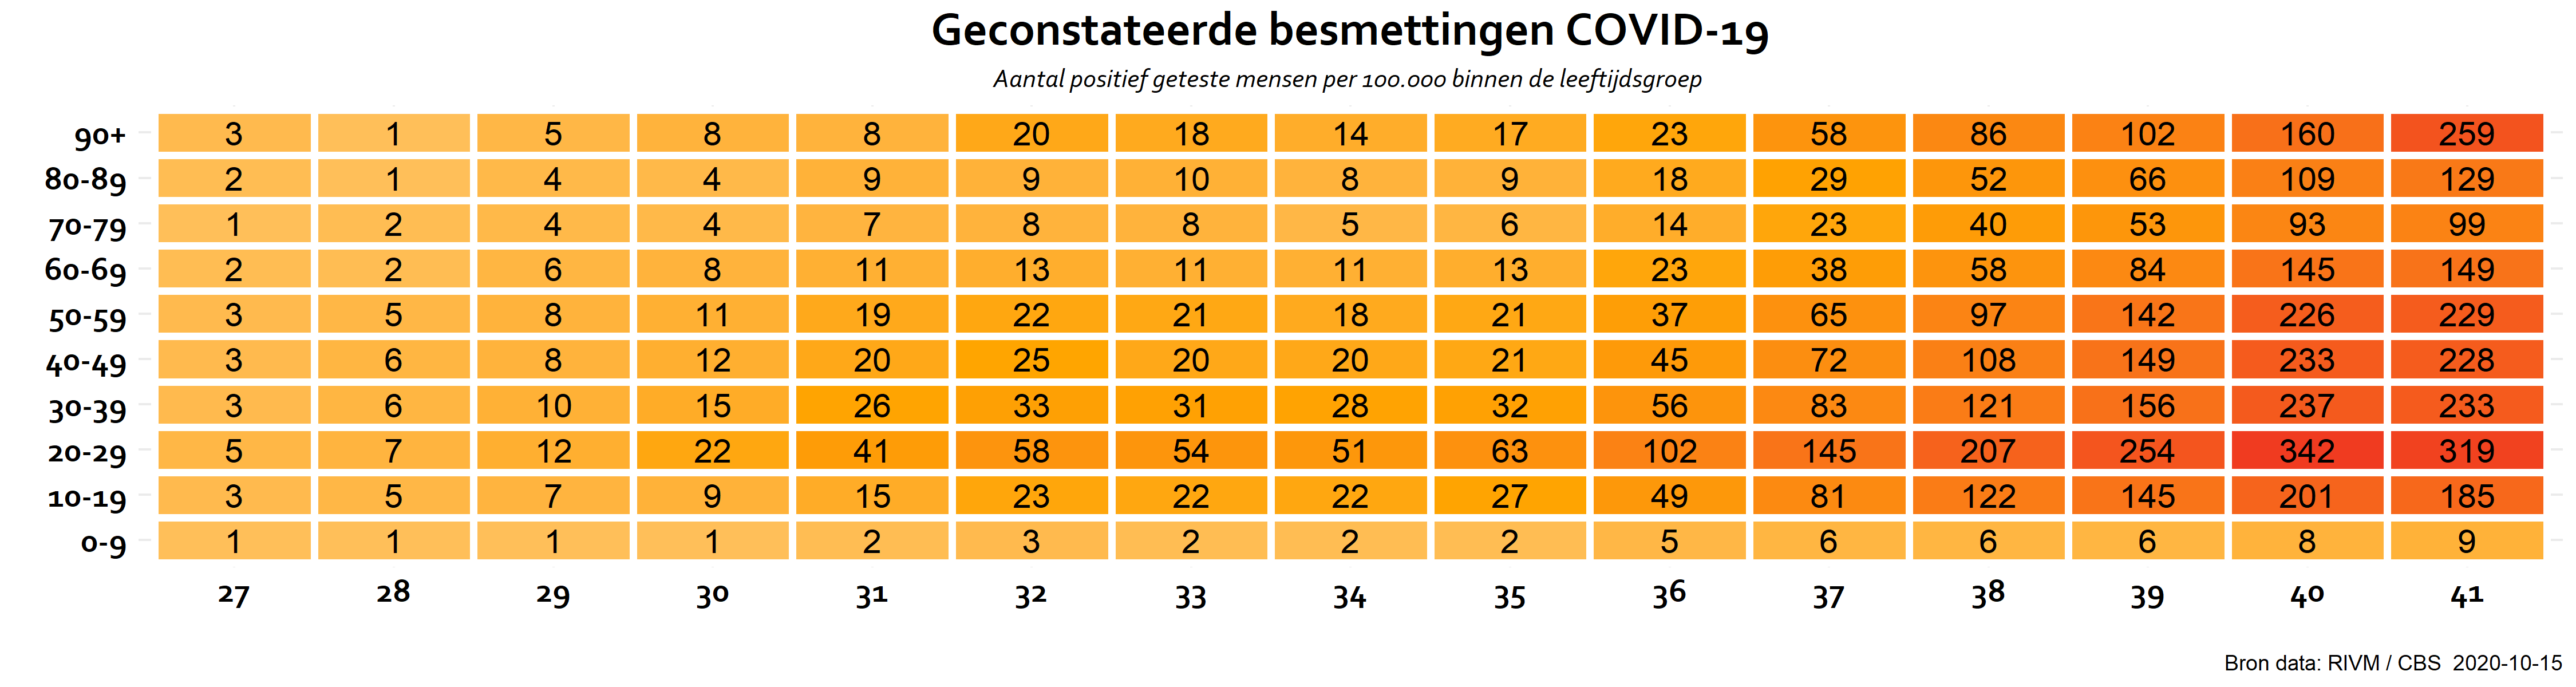 Geconstateerde besmettingen COVID-19
Aantal positief geteste mensen per 100.000 binnen de leeftijdsgroep
90+ 3 1 5 8 8 20 18 14 17 23 58 86 102 160 259
80-89 2 1 4 4 9 9 10 8 9 18 29 52 66 109 129
70-79 1 2 4 4 7 8 8 5 6 14 23 40 53 93 99
60-69 2 2 6 8 11 13 11 11 13 23 38 58 84 145 149
50-59 3 5 8 11 19 22 21 18 21 37 65 97 142 226 229
40-49 3 6 8 12 20 25 20 20 21 45 72 108 149 233 228
30-39 3 6 10 15 26 33 31 28 32 56 83 121 156 237 233
20-29 5 7 12 22 41 58 54 51 63 102 145 207 254 342 319
10-19 3 5 7 9 15 23 22 22 27 49 81 122 145 201 185
0-9 1 1 1 1 2 3 2 2 2 5 6 6 6 8 9
27 28 29 30 31 32 33 34 35 36 37 38 39 40 41
Bron data: RIVM / CBS  2020-10-15